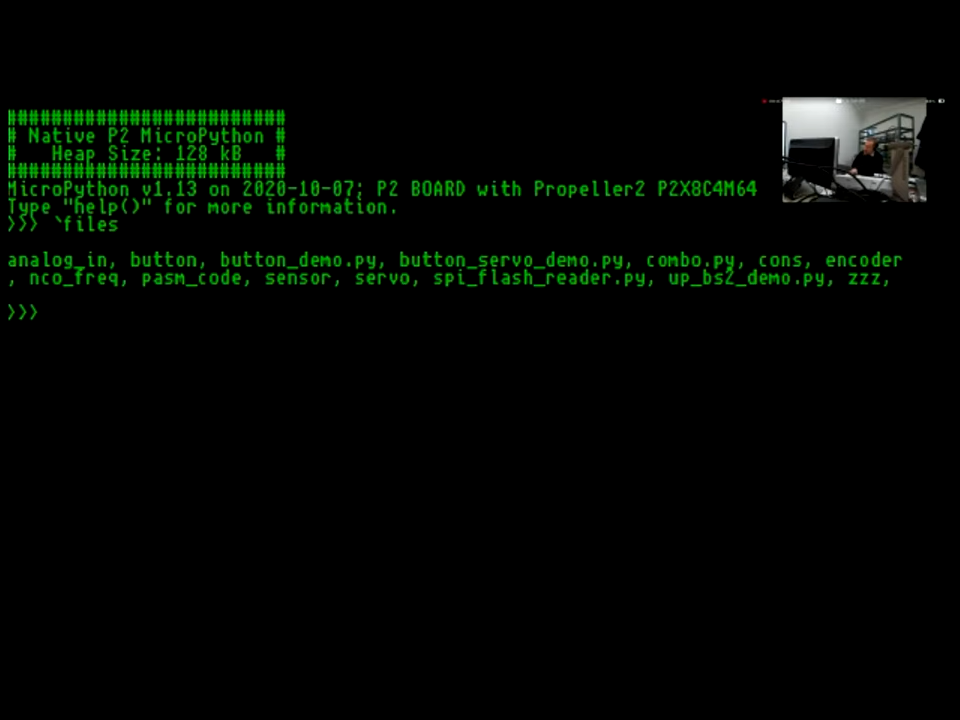 ########################
# Native P2 MicroPython #
#   Heap Size: 128 kB   #
########################
MicroPython v1.13 on 2020-10-07; P2 BOARD with Propeller2 P2X8C4M64
Type "help()" for more information.
>>> `files
analog_in, button, button_demo.py, button_servo_demo.py, combo.py, cons, encoder
, nco_freq, pasm_code, sensor, servo, spi_flash_reader.py, up_bs2_demo.py, zzz,
>>>